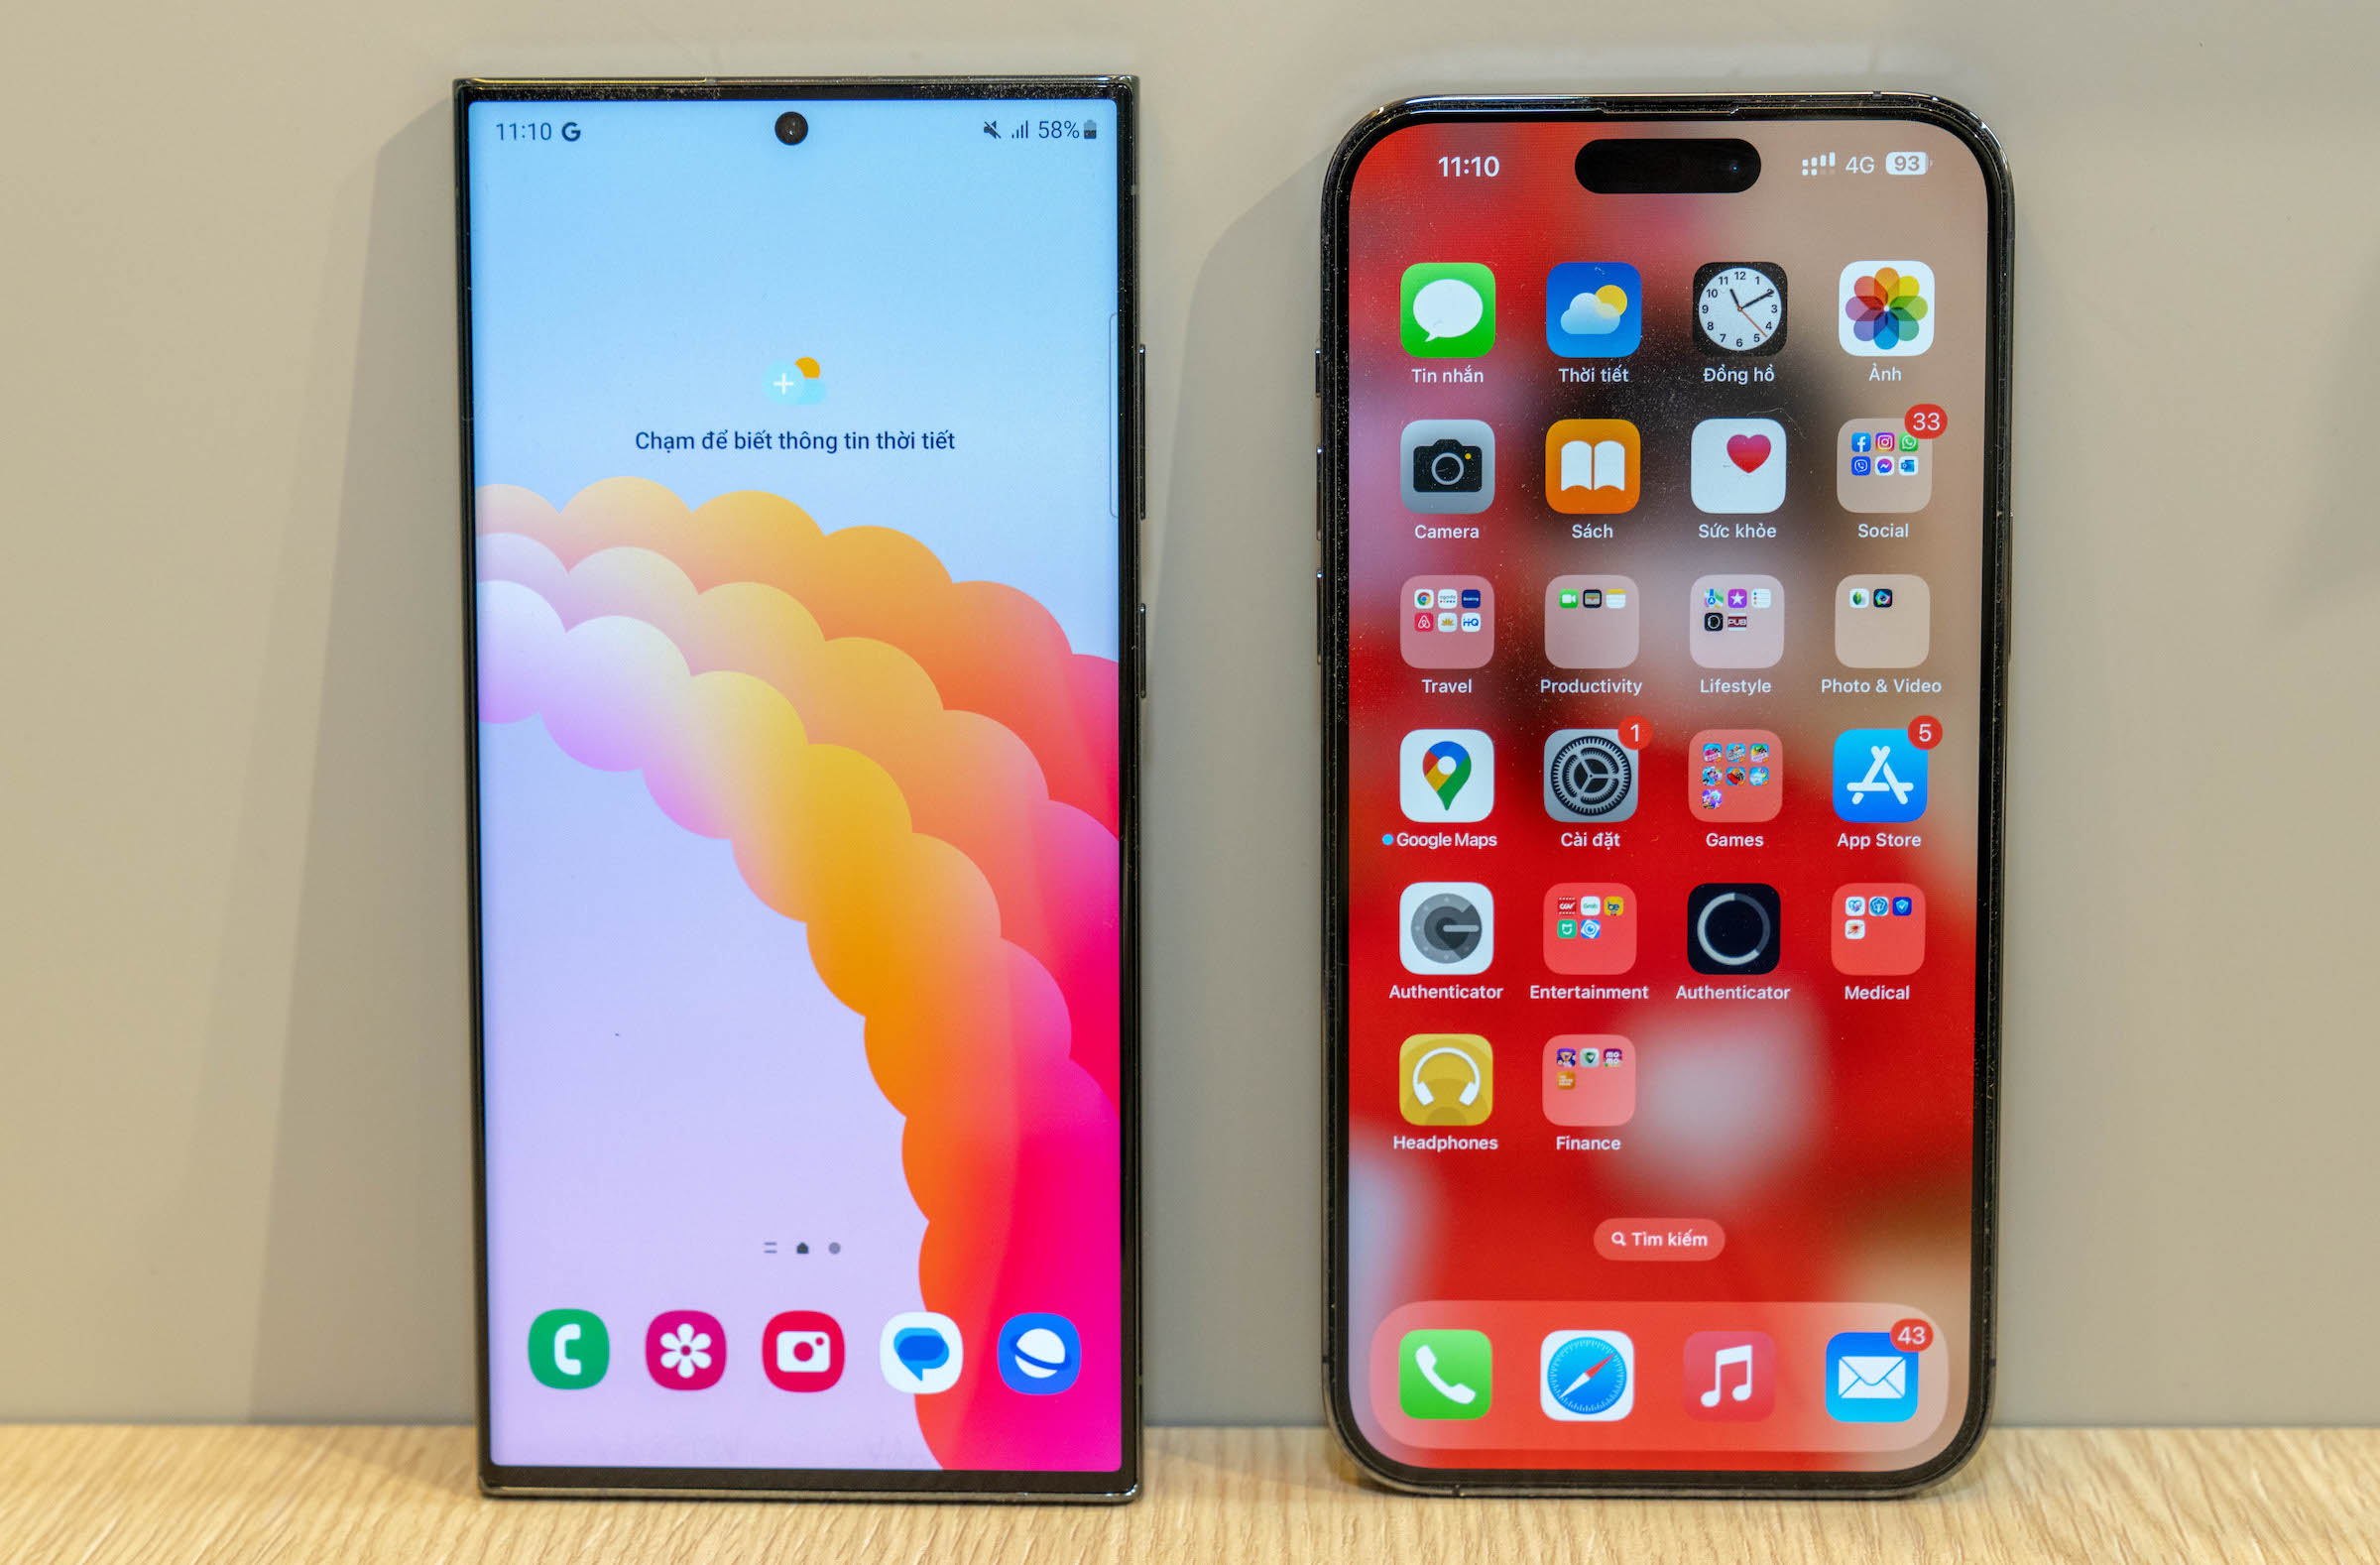 11:10 G
58%
Chạm để biết thông tin thời tiết
11:10
4G 93
Tin nhắn
Thời tiết
Đồng hồ
Ảnh
33
Camera
Sách
Sức khỏe
Social
Travel
Productivity
Lifestyle
Photo & Video
1
5
Google Maps
Cài đặt
Games
App Store
Authenticator
Entertainment
Authenticator
Medical
Headphones
Finance
Tìm kiếm
43